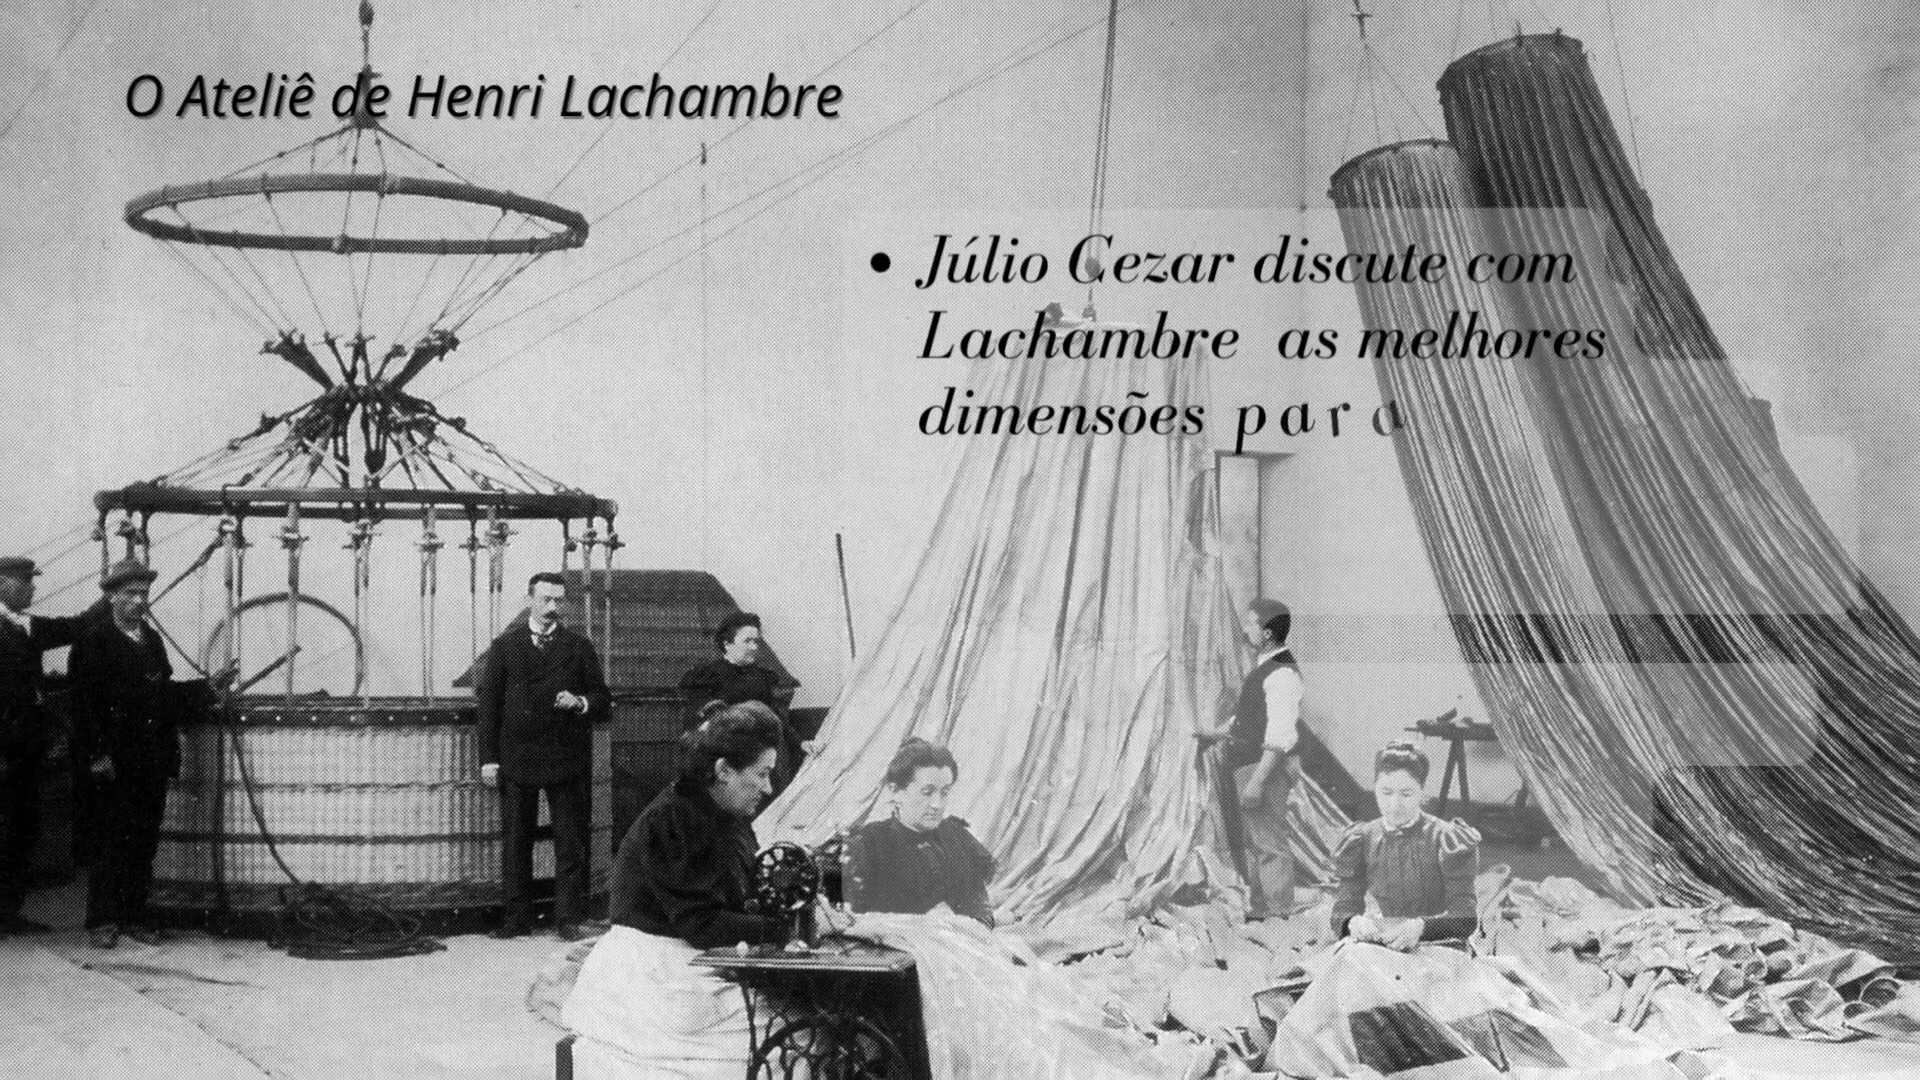 O Ateliê de Henri Lachambre
• Júlio Cezar discute com
Lachambre as melhores
dimensões para